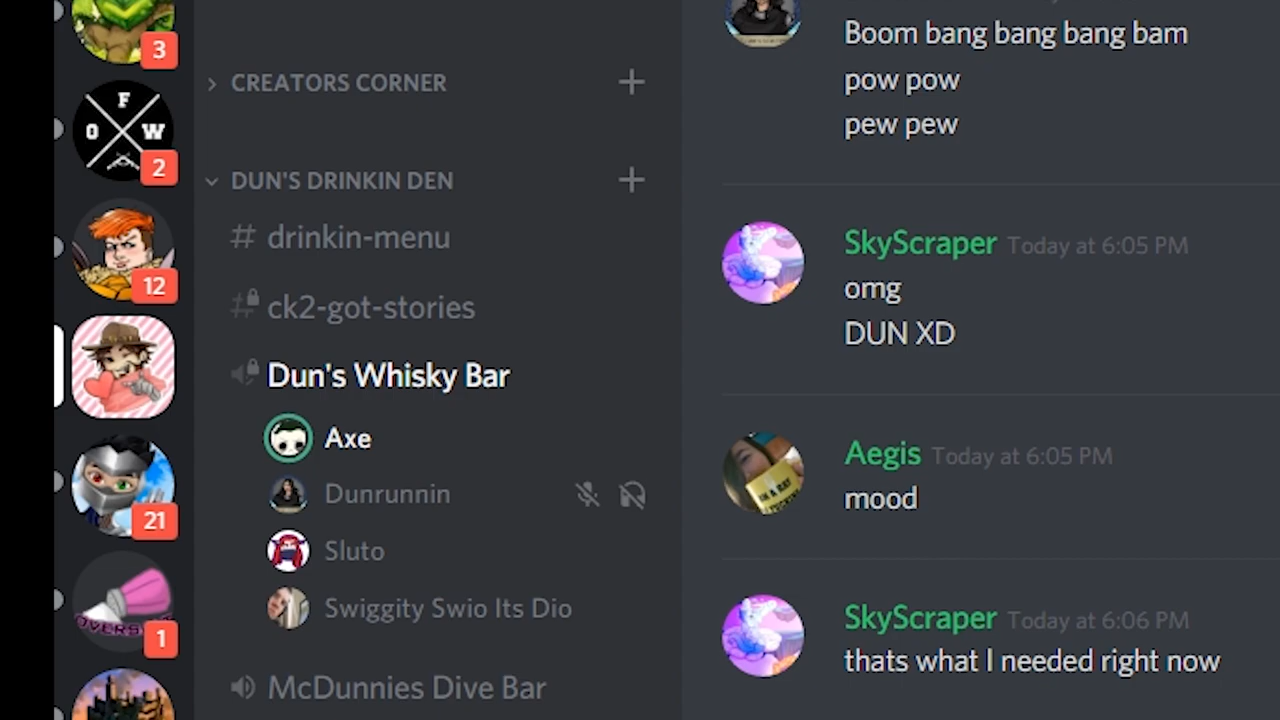 3
F
O W
2
12
21
OVERS
1
CREATORS CORNER
DUN'S DRINKIN DEN
drinkin-menu
ck2-got-stories
Dun's Whisky Bar
Axe
Dunrunnin
Sluto
Swiggity Swio Its Dio
McDunnies Dive Bar
Boom bang bang bang bam
pow pow
pew pew
SkyScraper Today at 6:05 PM
omg
DUN XD
Aegis Today at 6:05 PM
mood
SkyScraper Today at 6:06 PM
thats what I needed right now